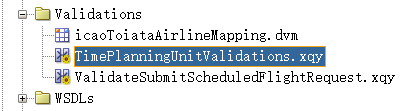 Validations
icaoToiataAirlineMapping.dvm
TimePlanningUnitValidations.xqy
ValidateSubmitScheduledFlightRequest.xqy
WSDLs